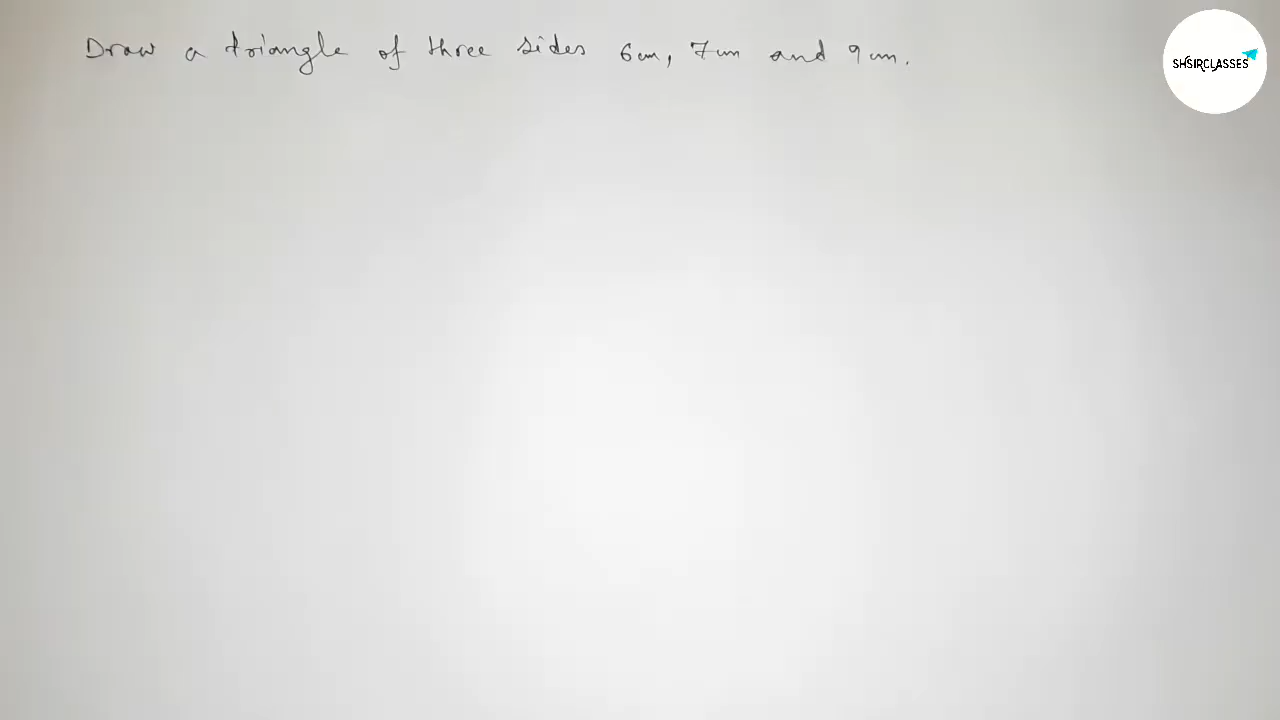 Draw a triangle of three sides 6cm, 7cm and 9cm.
SHSIRCLASSES